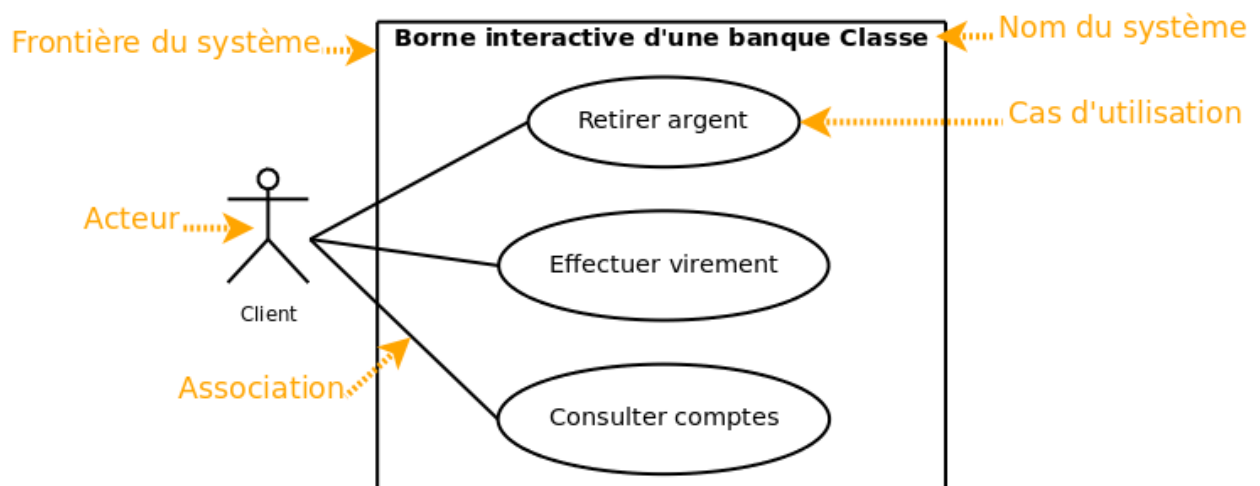 Frontière du système
Borne interactive d'une banque Classe
Nom du système
Retirer argent
Cas d'utilisation
Acteur
Effectuer virement
Client
Association
Consulter comptes